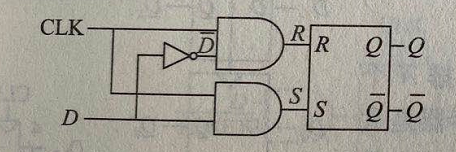 CLK D̅ R R Q Q
D S S Q̅ Q̅